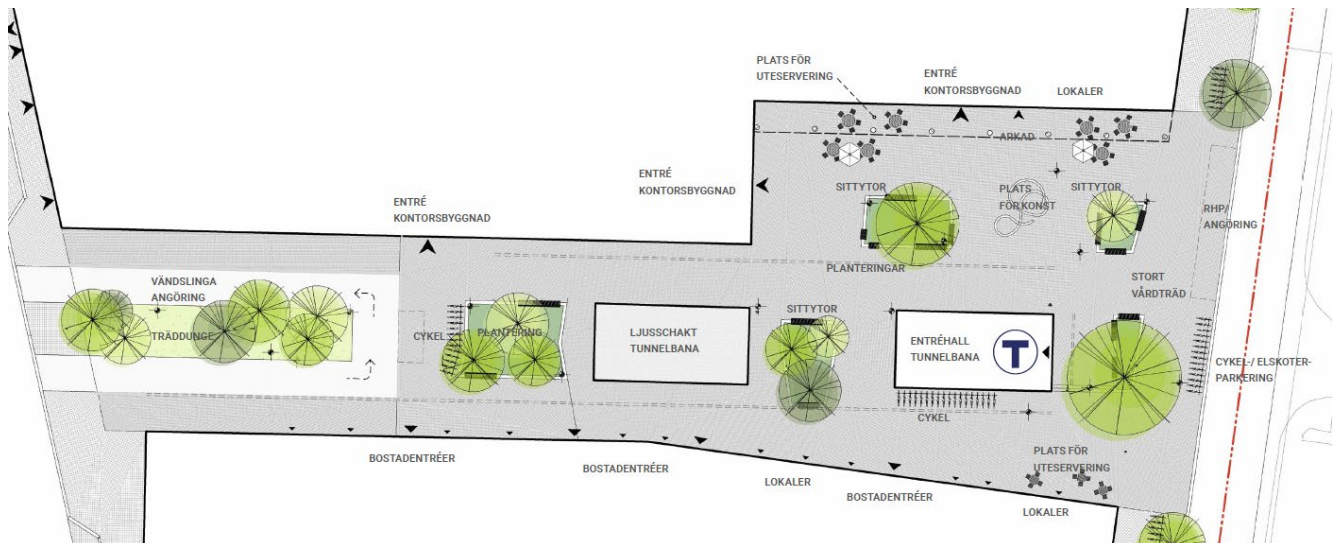 PLATS FÖR
UTESERVERING
ENTRÉ
KONTORSBYGGNAD
LOKALER
ARKAD
ENTRÉ
KONTORSBYGGNAD
SITTYTOR
PLATS
FÖR KONST
SITTYTOR
ENTRÉ
KONTORSBYGGNAD
RHP/
ANGÖRING
PLANTERINGAR
VÄNDSLINGA
ANGÖRING
STORT
VÅRDTRÄD
TRÄDDUNGE
CYKEL
PLANTERING
LJUSSCHAKT
TUNNELBANA
SITTYTOR
ENTRÉHALL
TUNNELBANA
T
CYKEL-/ ELSKOTER-
PARKERING
CYKEL
PLATS FÖR
UTESERVERING
BOSTADENTRÉER
BOSTADENTRÉER
LOKALER
BOSTADENTRÉER
LOKALER